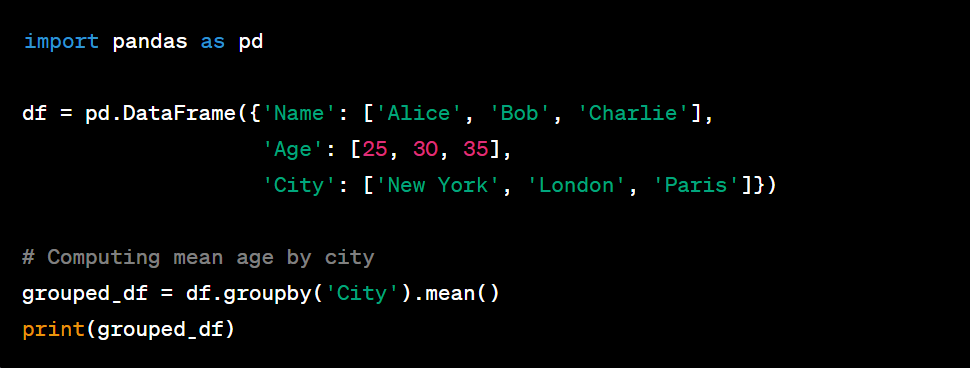 import pandas as pd
df = pd.DataFrame({'Name': ['Alice', 'Bob', 'Charlie'],
                   'Age': [25, 30, 35],
                   'City': ['New York', 'London', 'Paris']})
# Computing mean age by city
grouped_df = df.groupby('City').mean()
print(grouped_df)